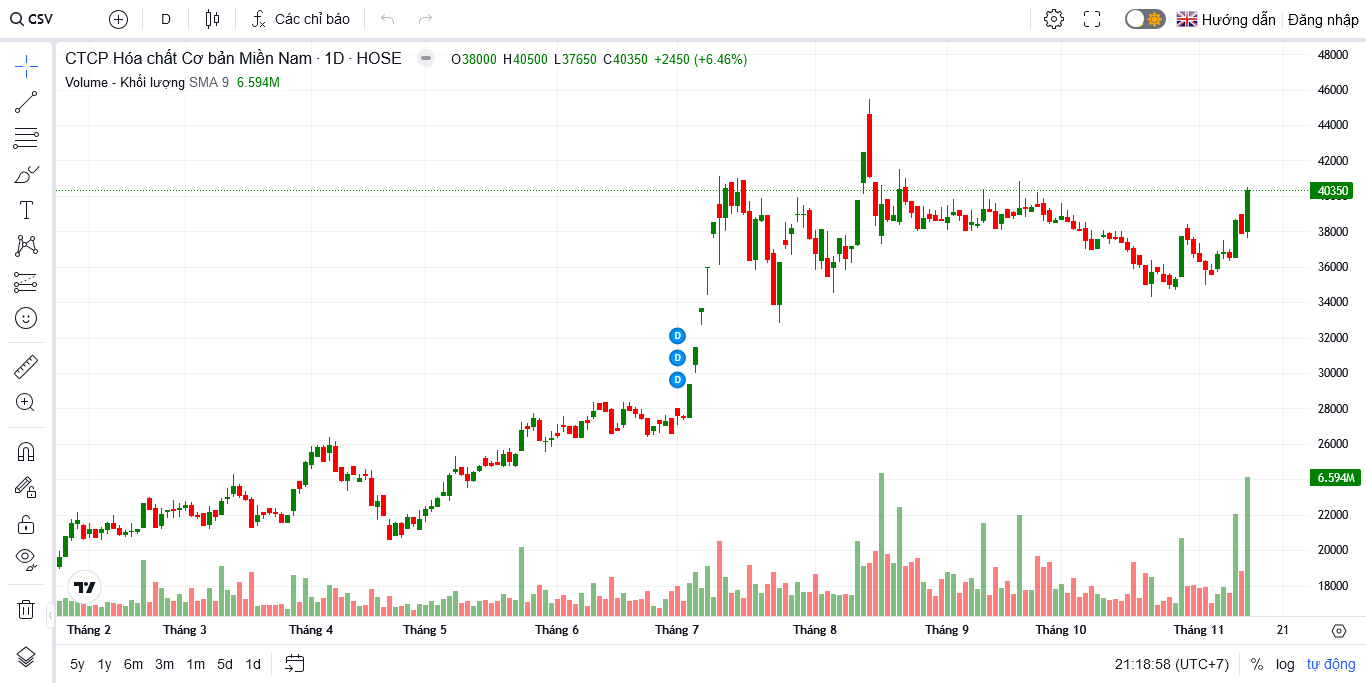 CSV D Các chỉ báo Hướng dẫn Đăng nhập
CTCP Hóa chất Cơ bản Miền Nam · 1D · HOSE O38000 H40500 L37650 C40350 +2450 (+6.46%)
Volume - Khối lượng SMA 9 6.594M
48000
46000
44000
42000
40350
38000
36000
34000
32000
30000
28000
26000
6.594M
22000
20000
18000
D
D
D
Tháng 2 Tháng 3 Tháng 4 Tháng 5 Tháng 6 Tháng 7 Tháng 8 Tháng 9 Tháng 10 Tháng 11 21
5y 1y 6m 3m 1m 5d 1d 21:18:58 (UTC+7) % log tự động